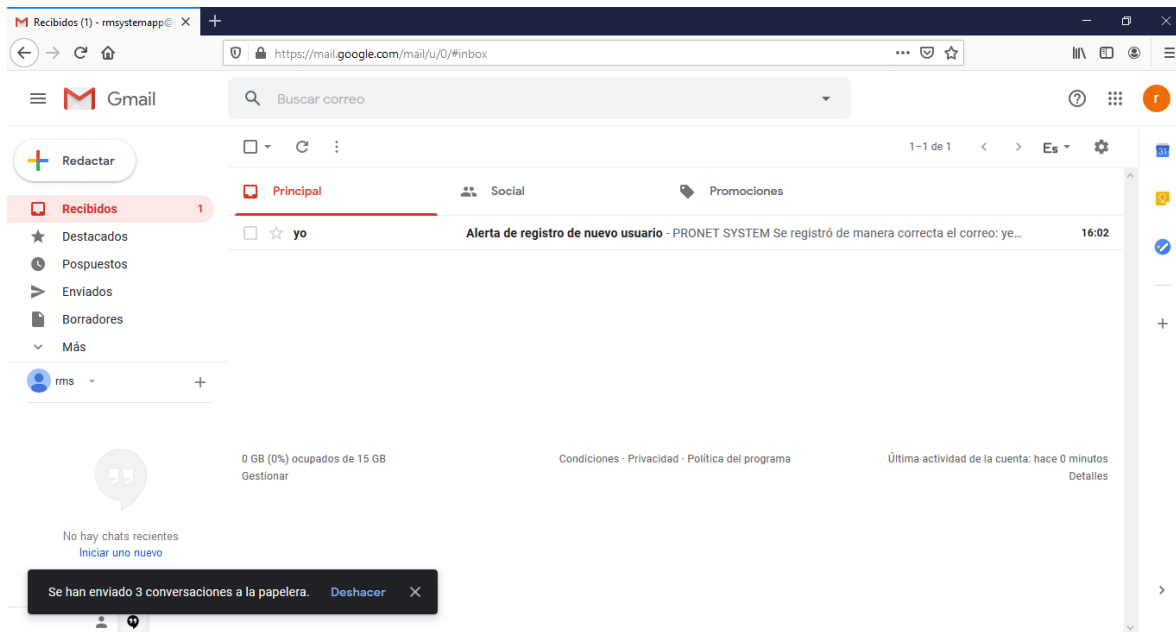 Recibidos (1) - rmsystemapp@
https://mail.google.com/mail/u/0/#inbox
Gmail
Buscar correo
r
Redactar
1–1 de 1
Es
31
Principal
Social
Promociones
Recibidos 1
yo Alerta de registro de nuevo usuario - PRONET SYSTEM Se registró de manera correcta el correo: ye… 16:02
Destacados
Pospuestos
Enviados
Borradores
Más
rms
0 GB (0%) ocupados de 15 GB
Gestionar
Condiciones · Privacidad · Política del programa
Última actividad de la cuenta: hace 0 minutos
Detalles
No hay chats recientes
Iniciar uno nuevo
Se han enviado 3 conversaciones a la papelera. Deshacer